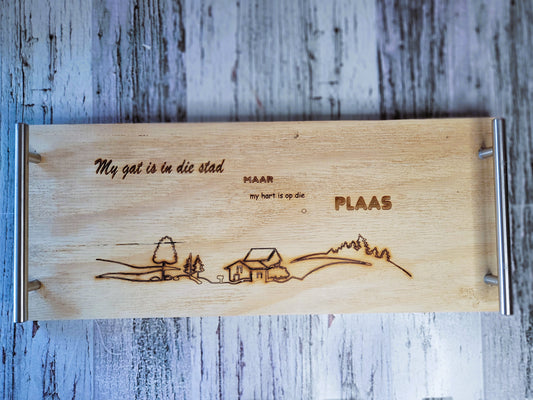 My gat is in die stad
MAAR
my hart is op die
PLAAS